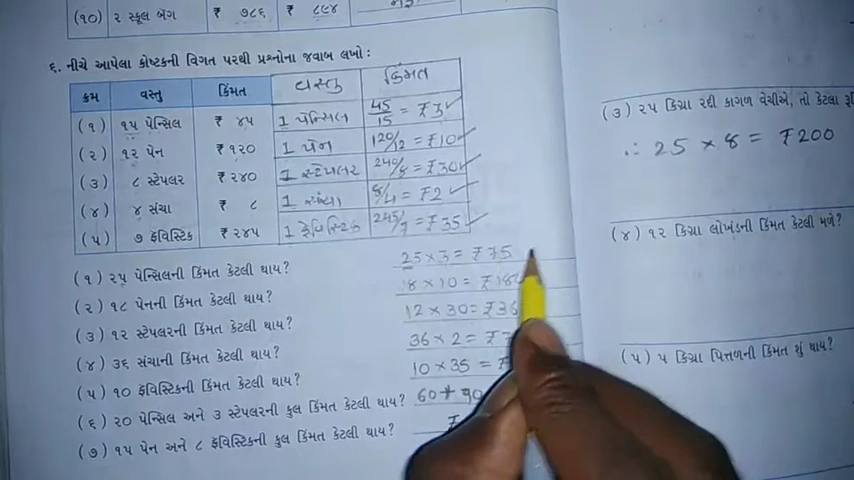 (૧૦) ૨ સ્કૂલ બૅગ ₹ ૭૮૬ ₹ ૮૯૪
૬. નીચે આપેલા કોષ્ટકની વિગત પરથી પ્રશ્નોના જવાબ લખો :
ક્રમ વસ્તુ કિંમત વસ્તુ કિંમત
(૧) ૧૫ પેન્સિલ ₹ ૪૫ 1 પેન્સિલ 45/15 = ₹3 ✓
(૨) ૧૨ પેન ₹ ૧૨૦ 1 પેન 120/12 = ₹10 ✓
(૩) ૮ સ્ટેપલર ₹ ૨૪૦ 1 સ્ટેપલર 240/8 = ₹30 ✓
(૪) ૪ સંચા ₹ ૮ 1 સંચા 8/4 = ₹2 ✓
(૫) ૭ ફેવિસ્ટિક ₹ ૨૪૫ 1 ફેવિસ્ટિક 245/7 = ₹35 ✓
(૧) ૨૫ પેન્સિલની કિંમત કેટલી થાય? 25 × 3 = ₹75
(૨) ૧૮ પેનની કિંમત કેટલી થાય? 18 × 10 = ₹18
(૩) ૧૨ સ્ટેપલરની કિંમત કેટલી થાય? 12 × 30 = ₹36
(૪) ૩૬ સંચાની કિંમત કેટલી થાય? 36 × 2 = ₹7
(૫) ૧૦ ફેવિસ્ટિકની કિંમત કેટલી થાય? 10 × 35 = ₹
(૬) ૨૦ પેન્સિલ અને ૩ સ્ટેપલરની કુલ કિંમત કેટલી થાય? 60 + 90
(૭) ૧૫ પેન અને ૮ ફેવિસ્ટિકની કુલ કિંમત કેટલી થાય? ₹
(૩) ૨૫ કિગ્રા રદ્દી કાગળ વેચીએ, તો કેટલા
∴ 25 × 8 = ₹200
(૪) ૧૨ કિગ્રા લોખંડની કિંમત કેટલી મળે?
(૫) ૫ કિગ્રા પિત્તળની કિંમત શું થાય?